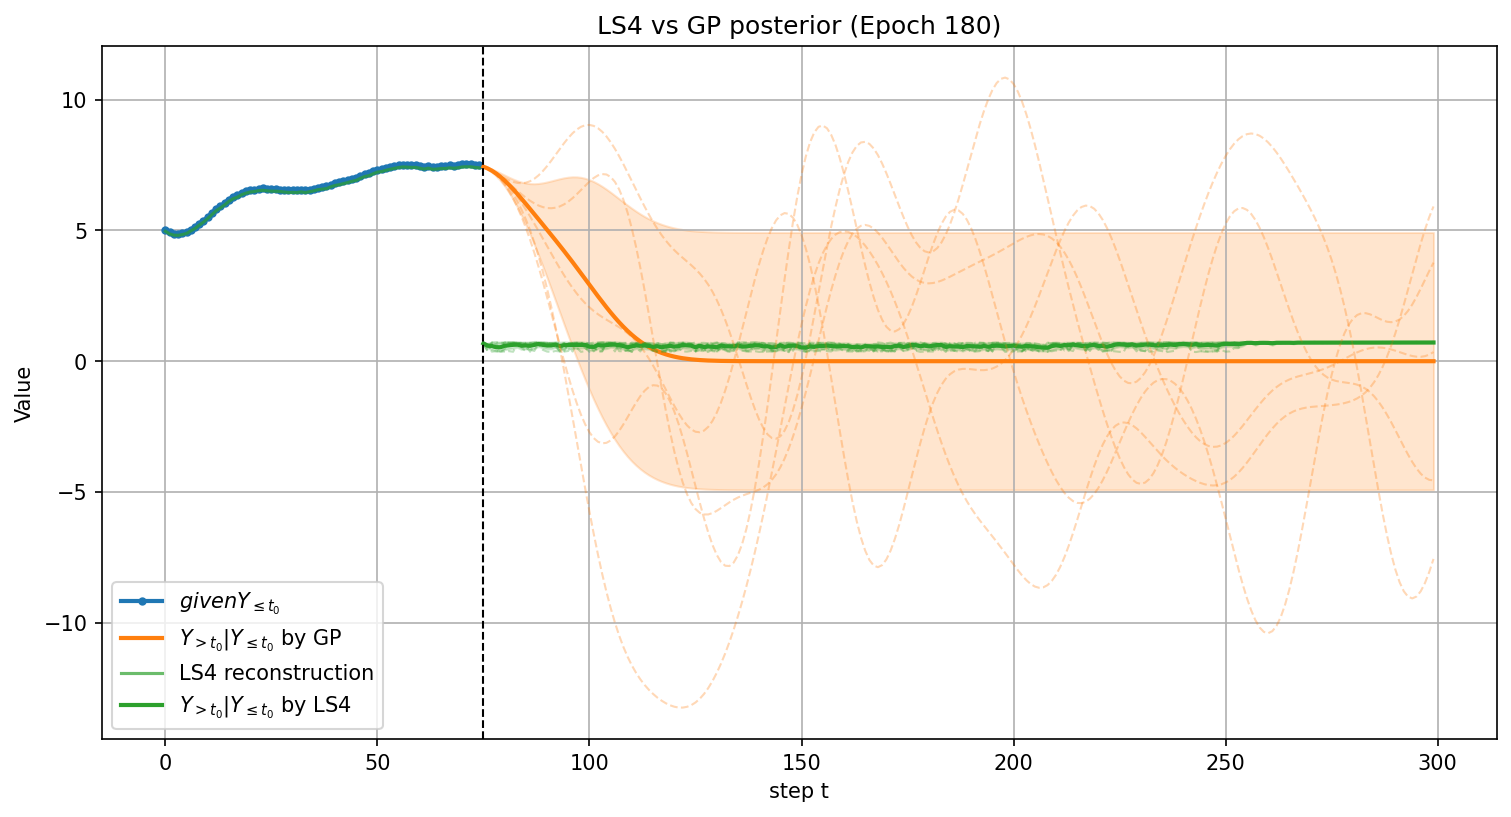 LS4 vs GP posterior (Epoch 180)
Value
10
5
0
−5
−10
givenY≤t₀
Y>t₀|Y≤t₀ by GP
LS4 reconstruction
Y>t₀|Y≤t₀ by LS4
0 50 100 150 200 250 300
step t